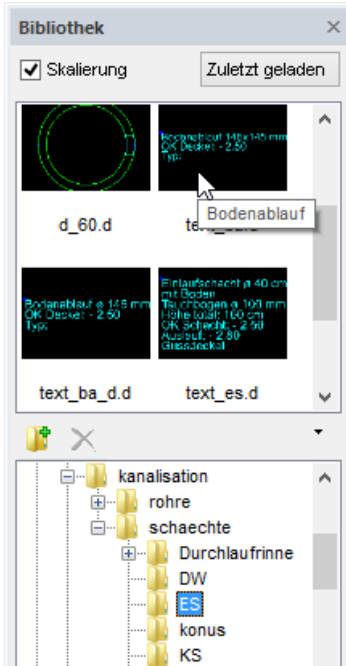 Bibliothek
Skalierung
Zuletzt geladen
Bodenablauf 145x145 mm
OK Deckel: - 2.50
Typ:
Bodenablauf
d_60.d
Bodenablauf ø 145 mm
OK Deckel: - 2.50
Typ:
Einlaufschacht ø 40 cm
mit Boden
Tauchbogen ø 100 mm
Höhe total: 160 cm
OK Schacht: - 2.50
Auslauf: - 2.80
Gussdeckel
text_ba_d.d
text_es.d
kanalisation
rohre
schaechte
Durchlaufrinne
DW
ES
konus
KS